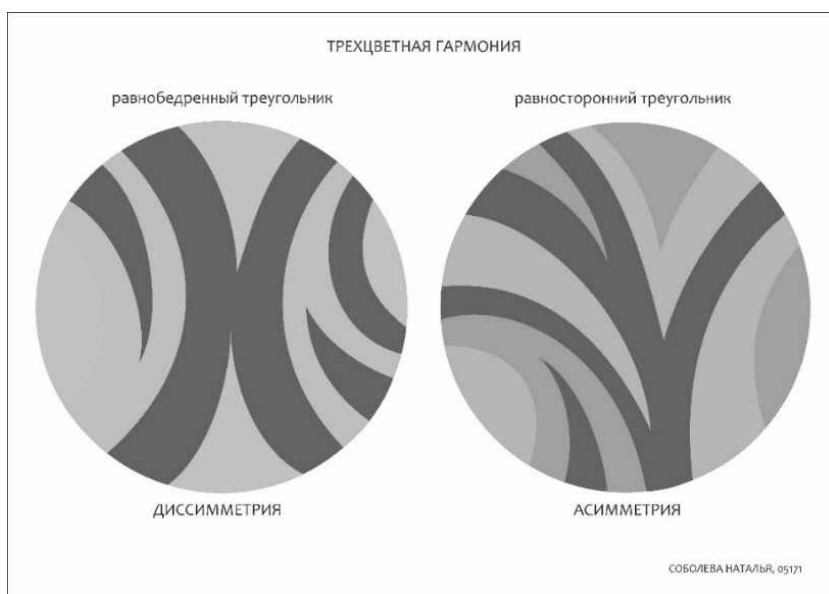 ТРЕХЦВЕТНАЯ ГАРМОНИЯ
равнобедренный треугольник
равносторонний треугольник
ДИССИММЕТРИЯ
АСИММЕТРИЯ
СОБОЛЕВА НАТАЛЬЯ, 05171